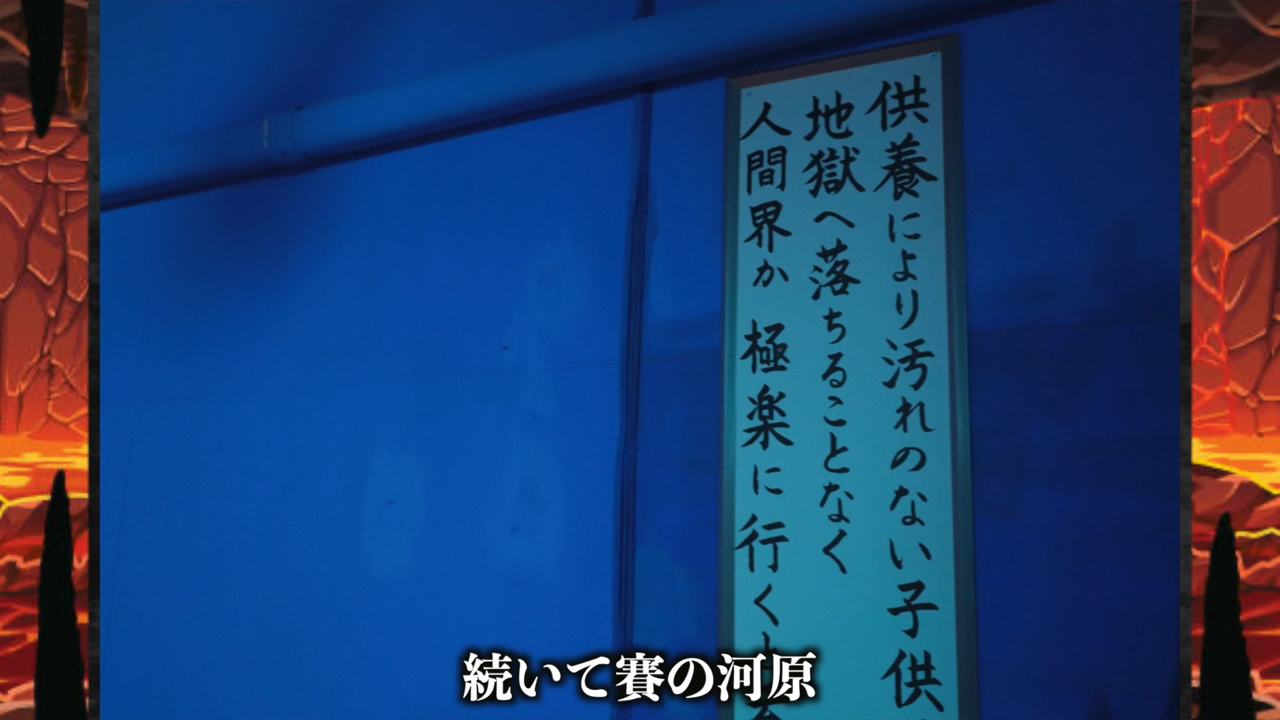 供養により汚れのない子供
地獄へ落ちることなく
人間界か 極楽に行く
続いて賽の河原